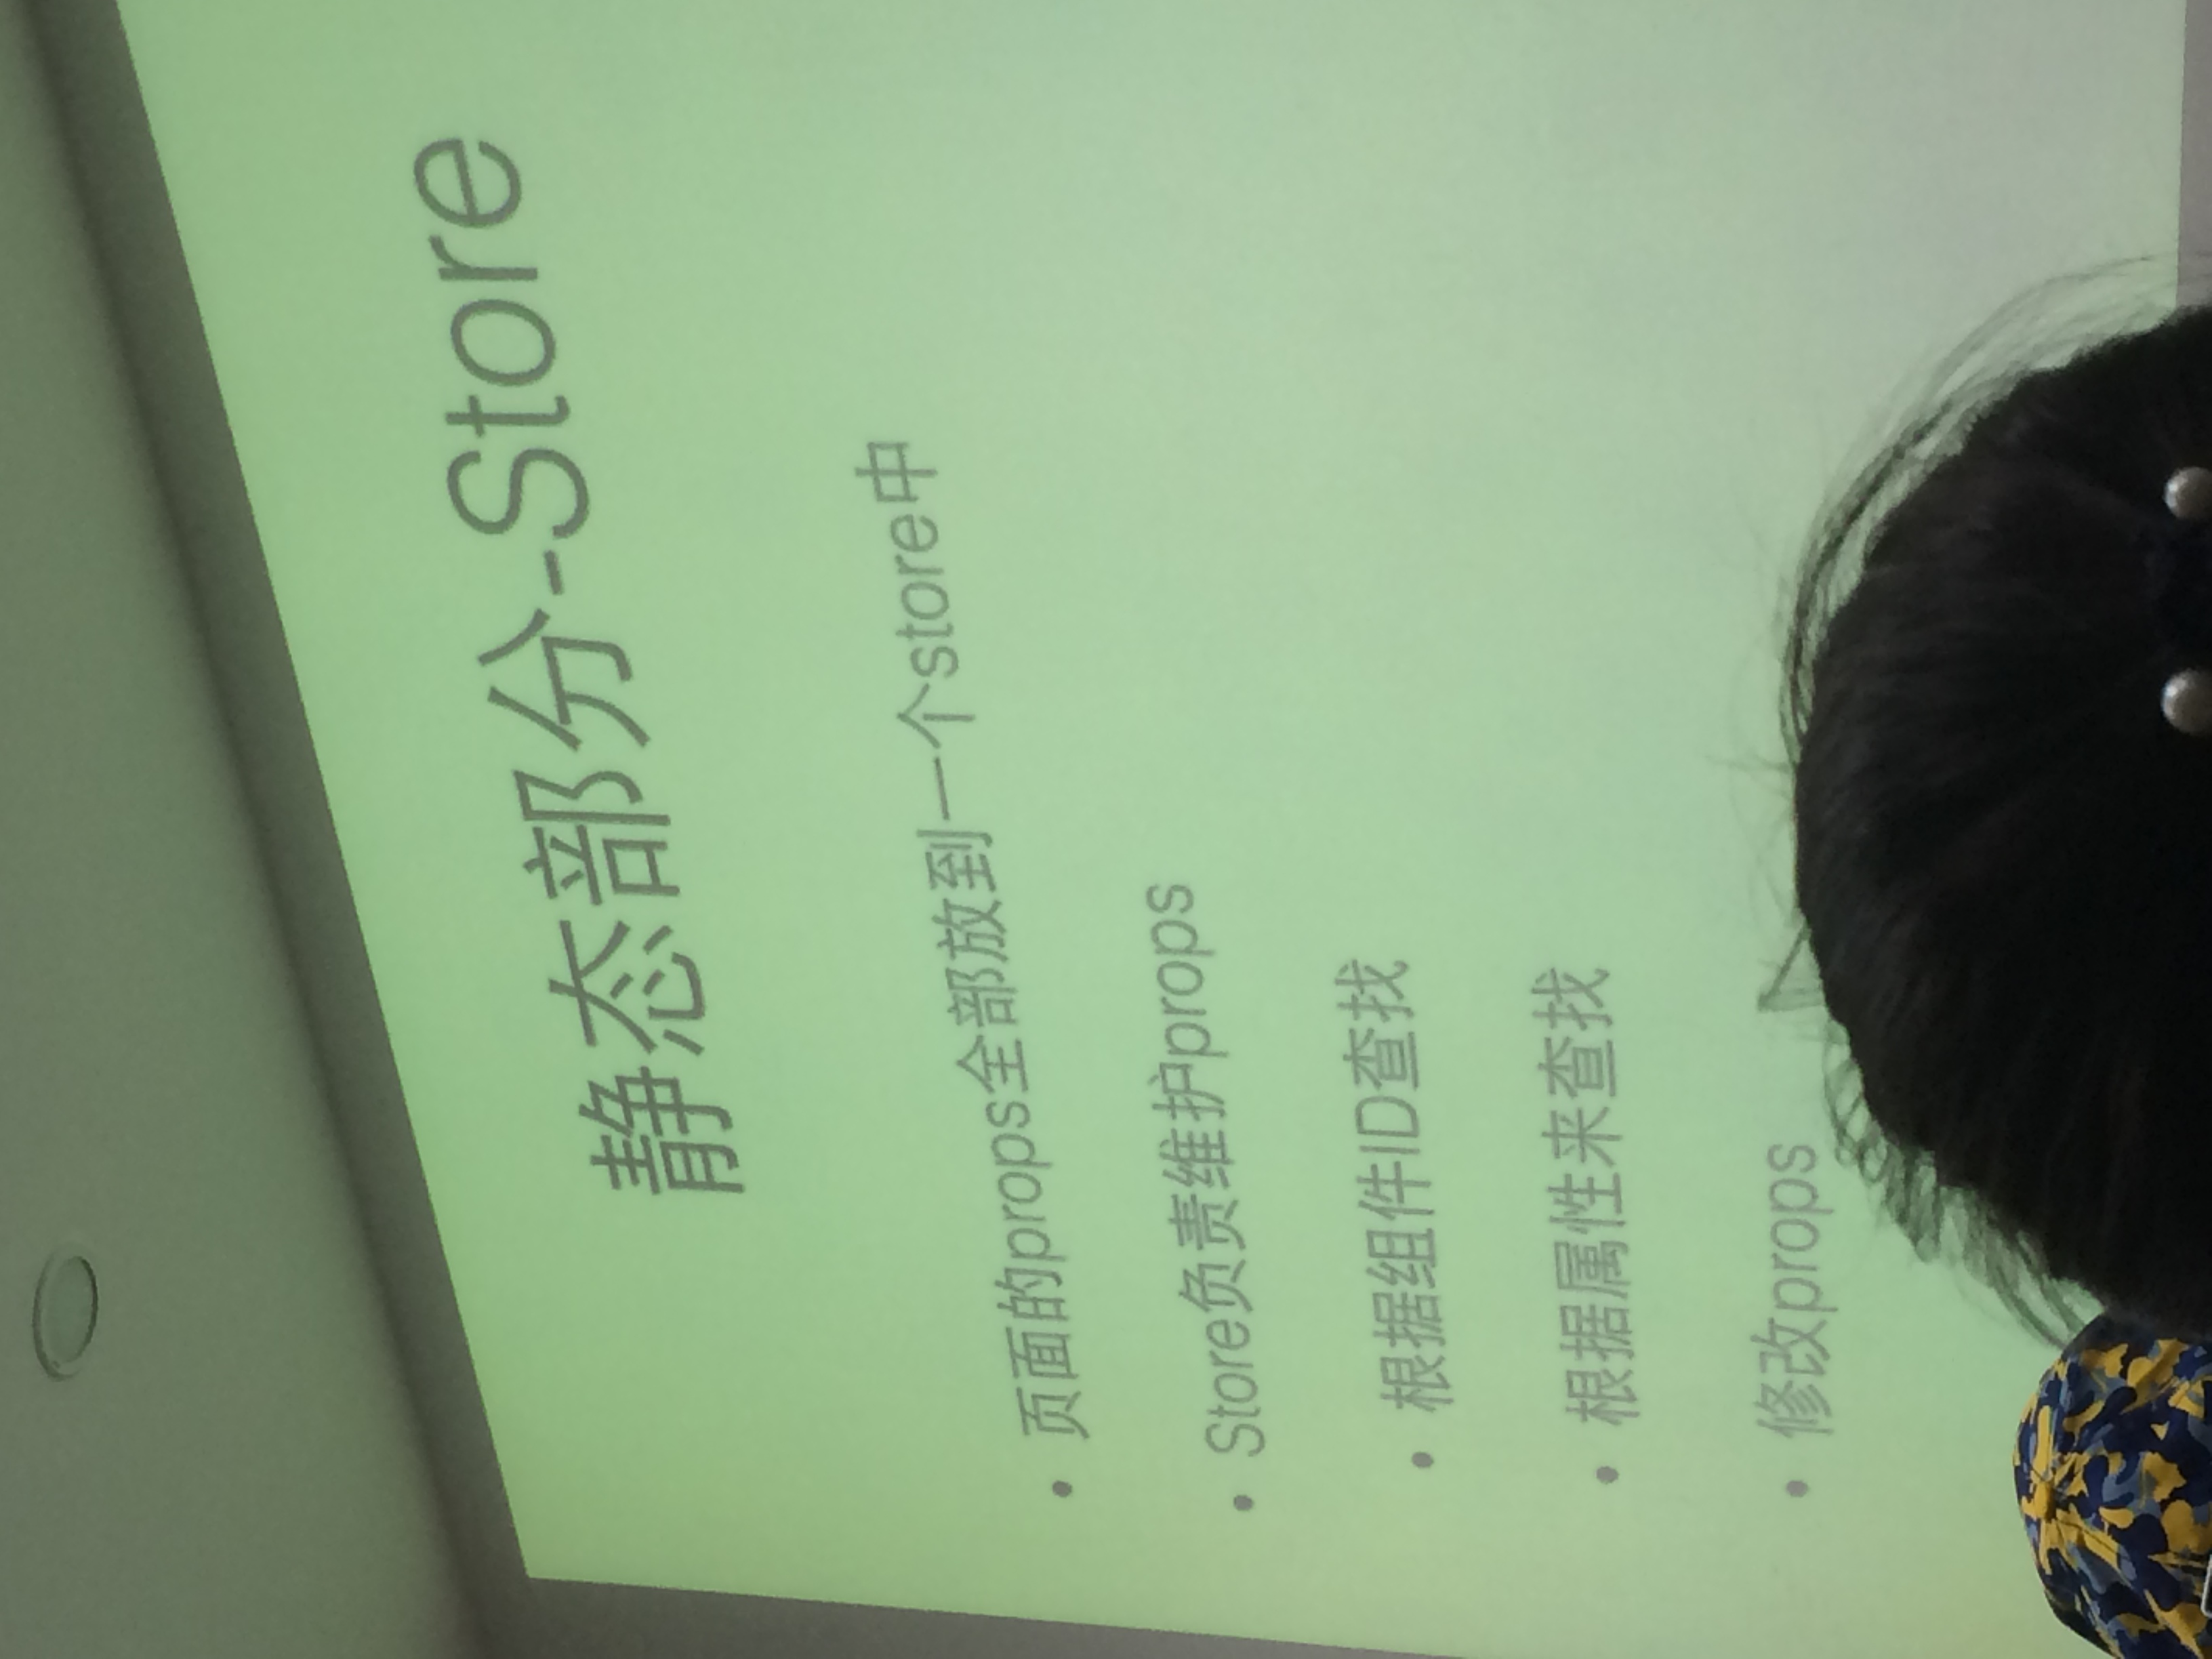 静态部分-Store
• 页面的props全部放到一个store中
• Store负责维护props
• 根据组件ID查找
• 根据属性来查找
• 修改props